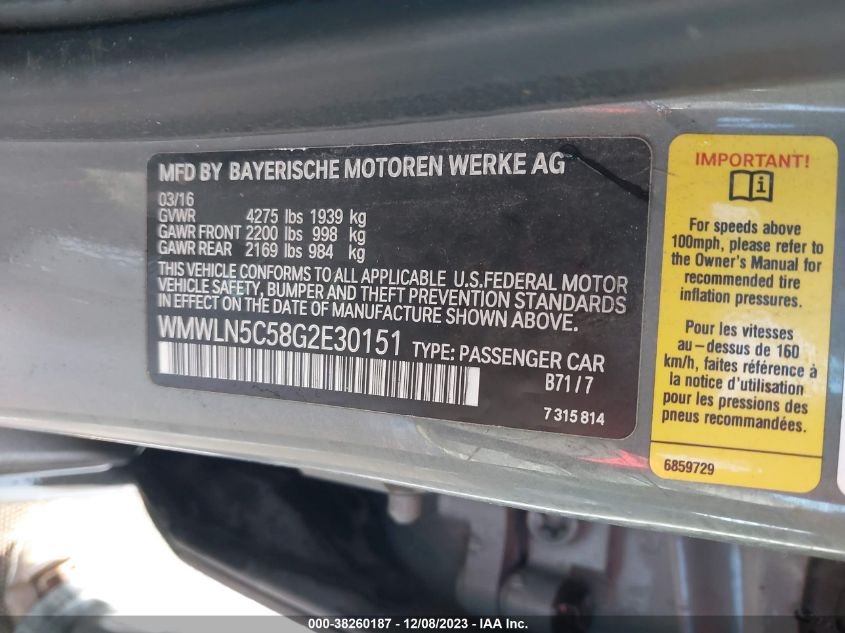 MFD BY BAYERISCHE MOTOREN WERKE AG
03/16
GVWR 4275 lbs 1939 kg
GAWR FRONT 2200 lbs 998 kg
GAWR REAR 2169 lbs 984 kg
THIS VEHICLE CONFORMS TO ALL APPLICABLE U.S.FEDERAL MOTOR
VEHICLE SAFETY, BUMPER AND THEFT PREVENTION STANDARDS
IN EFFECT ON DATE OF MANUFACTURE SHOWN ABOVE.
WMWLN5C58G2E30151 TYPE: PASSENGER CAR
B71/7
7 315 814
IMPORTANT!
For speeds above
100mph, please refer to
the Owner's Manual for
recommended tire
inflation pressures.
Pour les vitesses
au-dessus de 160
km/h, faites référence à
la notice d'utilisation
pour les pressions des
pneus recommandées.
6859729
000-38260187 - 12/08/2023 - IAA Inc.